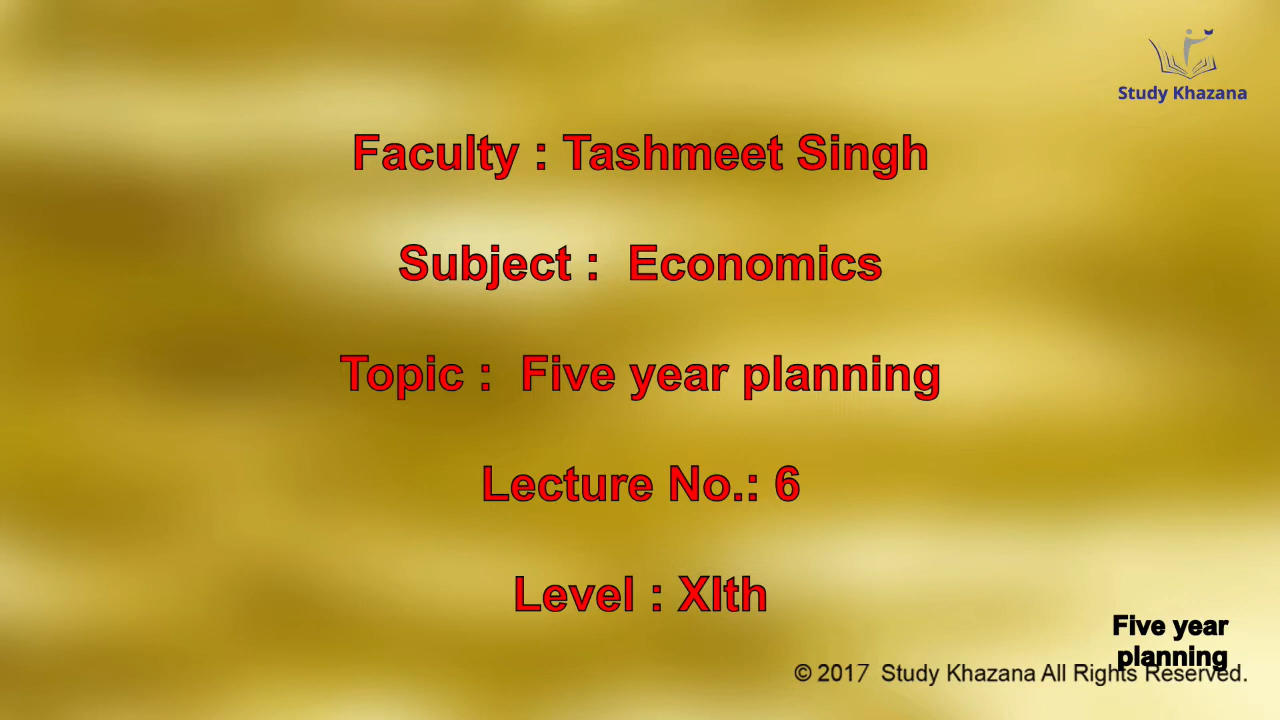 Study Khazana
Faculty : Tashmeet Singh
Subject : Economics
Topic : Five year planning
Lecture No.: 6
Level : XIth
Five year
planning
© 2017 Study Khazana All Rights Reserved.